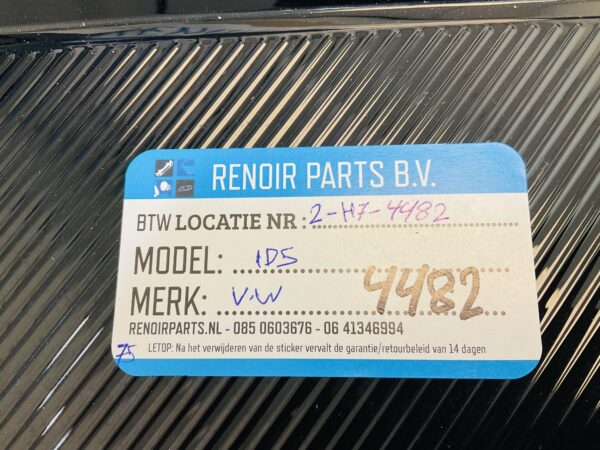 RENOIR PARTS B.V.
BTW LOCATIE NR : 2-H7-4482
MODEL: ID5
MERK: V.W 4482
RENOIRPARTS.NL - 085 0603676 - 06 41346994
75 LETOP: Na het verwijderen van de sticker vervalt de garantie/retourbeleid van 14 dagen